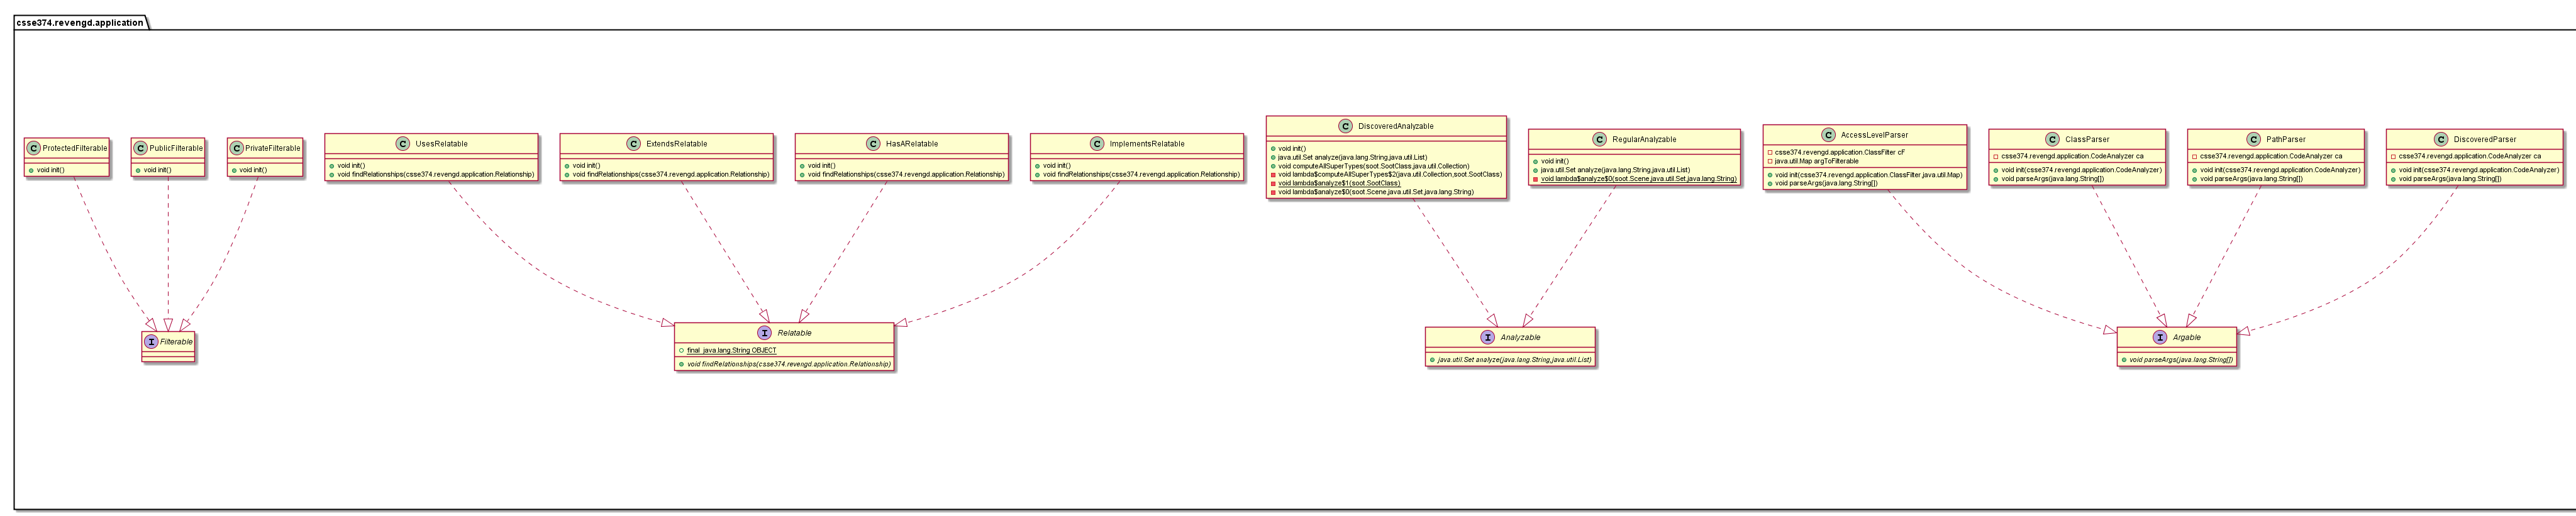 csse374.revengd.application
ProtectedFilterable
void init()
PublicFilterable
void init()
PrivateFilterable
void init()
UsesRelatable
void init()
void findRelationships(csse374.revengd.application.Relationship)
ExtendsRelatable
void init()
void findRelationships(csse374.revengd.application.Relationship)
HasARelatable
void init()
void findRelationships(csse374.revengd.application.Relationship)
ImplementsRelatable
void init()
void findRelationships(csse374.revengd.application.Relationship)
DiscoveredAnalyzable
void init()
java.util.Set analyze(java.lang.String,java.util.List)
void computeAllSuperTypes(soot.SootClass,java.util.Collection)
void lambda$computeAllSuperTypes$2(java.util.Collection,soot.SootClass)
void lambda$analyze$1(soot.SootClass)
void lambda$analyze$0(soot.Scene,java.util.Set,java.lang.String)
RegularAnalyzable
void init()
java.util.Set analyze(java.lang.String,java.util.List)
void lambda$analyze$0(soot.Scene,java.util.Set,java.lang.String)
AccessLevelParser
csse374.revengd.application.ClassFilter cF
java.util.Map argToFilterable
void init(csse374.revengd.application.ClassFilter,java.util.Map)
void parseArgs(java.lang.String[])
ClassParser
csse374.revengd.application.CodeAnalyzer ca
void init(csse374.revengd.application.CodeAnalyzer)
void parseArgs(java.lang.String[])
PathParser
csse374.revengd.application.CodeAnalyzer ca
void init(csse374.revengd.application.CodeAnalyzer)
void parseArgs(java.lang.String[])
DiscoveredParser
csse374.revengd.application.CodeAnalyzer ca
void init(csse374.revengd.application.CodeAnalyzer)
void parseArgs(java.lang.String[])
Filterable
Relatable
final java.lang.String OBJECT
void findRelationships(csse374.revengd.application.Relationship)
Analyzable
java.util.Set analyze(java.lang.String,java.util.List)
Argable
void parseArgs(java.lang.String[])